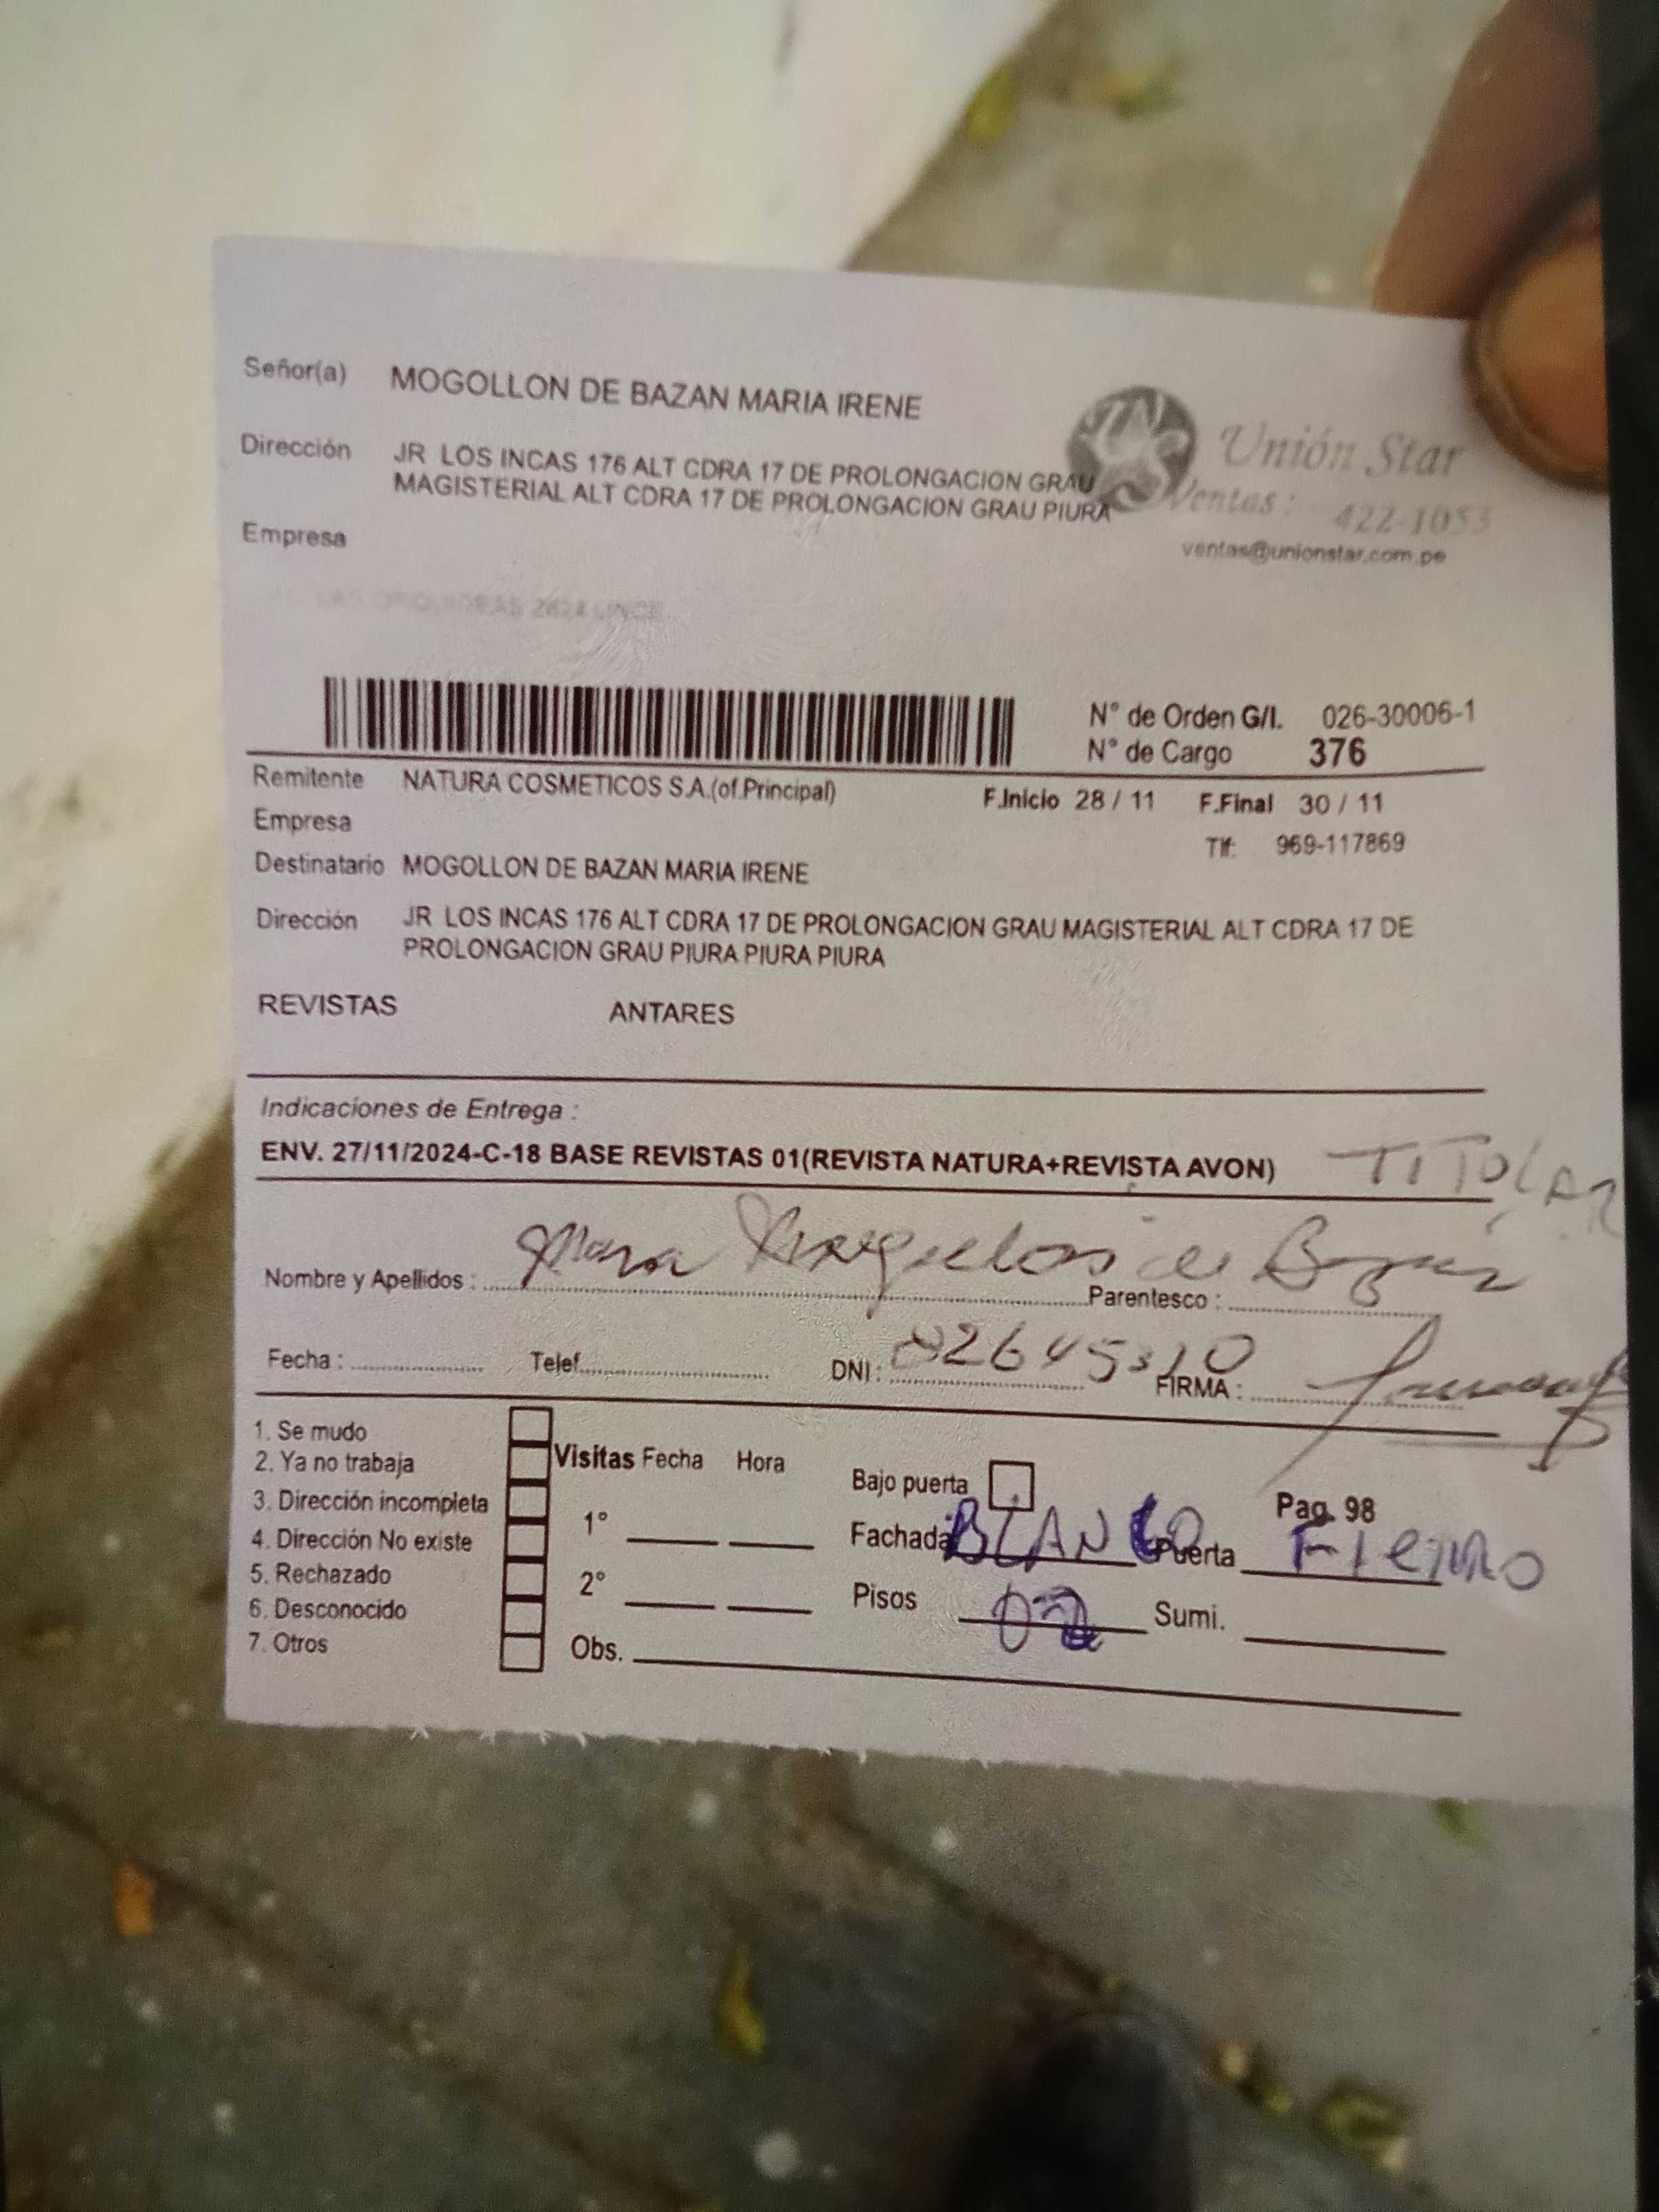 Señor(a) MOGOLLON DE BAZAN MARIA IRENE
Dirección JR LOS INCAS 176 ALT CDRA 17 DE PROLONGACION GRAU
MAGISTERIAL ALT CDRA 17 DE PROLONGACION GRAU PIURA
Unión Star
Ventas: 422-1053
ventas@unionstar.com.pe
Empresa
2624 LINCE
N° de Orden G/I. 026-30006-1
N° de Cargo 376
Remitente NATURA COSMETICOS S.A.(of.Principal) F.Inicio 28 / 11 F.Final 30 / 11
Empresa Tlf: 969-117869
Destinatario MOGOLLON DE BAZAN MARIA IRENE
Dirección JR LOS INCAS 176 ALT CDRA 17 DE PROLONGACION GRAU MAGISTERIAL ALT CDRA 17 DE
PROLONGACION GRAU PIURA PIURA PIURA
REVISTAS ANTARES
Indicaciones de Entrega :
ENV. 27/11/2024-C-18 BASE REVISTAS 01(REVISTA NATURA+REVISTA AVON) TITOLAR
Nombre y Apellidos : de Parentesco :
Fecha : Telef. DNI: FIRMA :
1. Se mudo
2. Ya no trabaja
3. Dirección incompleta
4. Dirección No existe
5. Rechazado
6. Desconocido
7. Otros
Visitas Fecha Hora
1°
2°
Obs.
Bajo puerta Pag. 98
Fachada BLANCO Puerta Fierro
Pisos 02 Sumi.